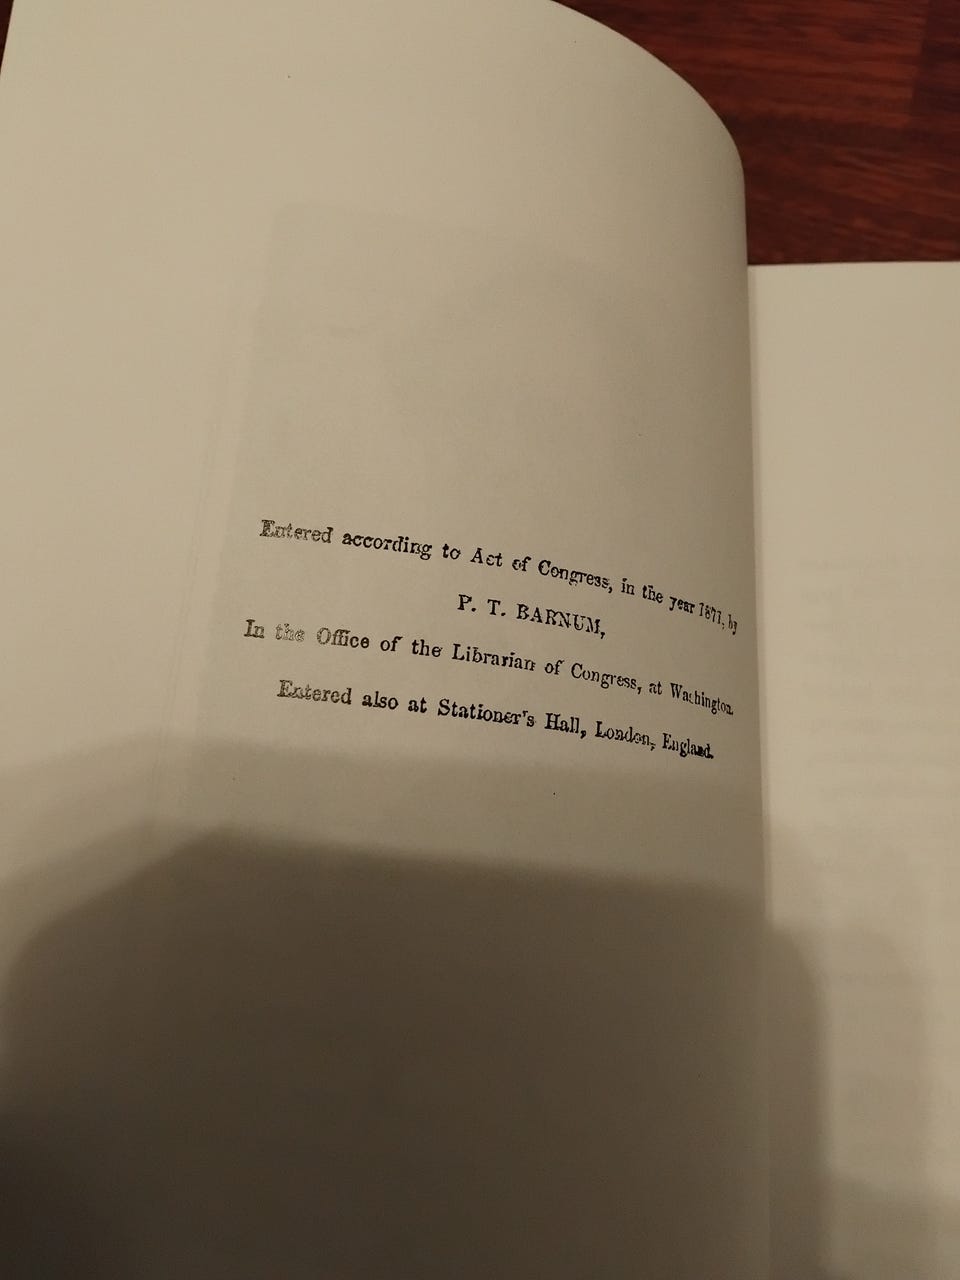 Entered according to Act of Congress, in the year 1871, by
P. T. BARNUM,
In the Office of the Librarian of Congress, at Washington.
Entered also at Stationer's Hall, London, England.